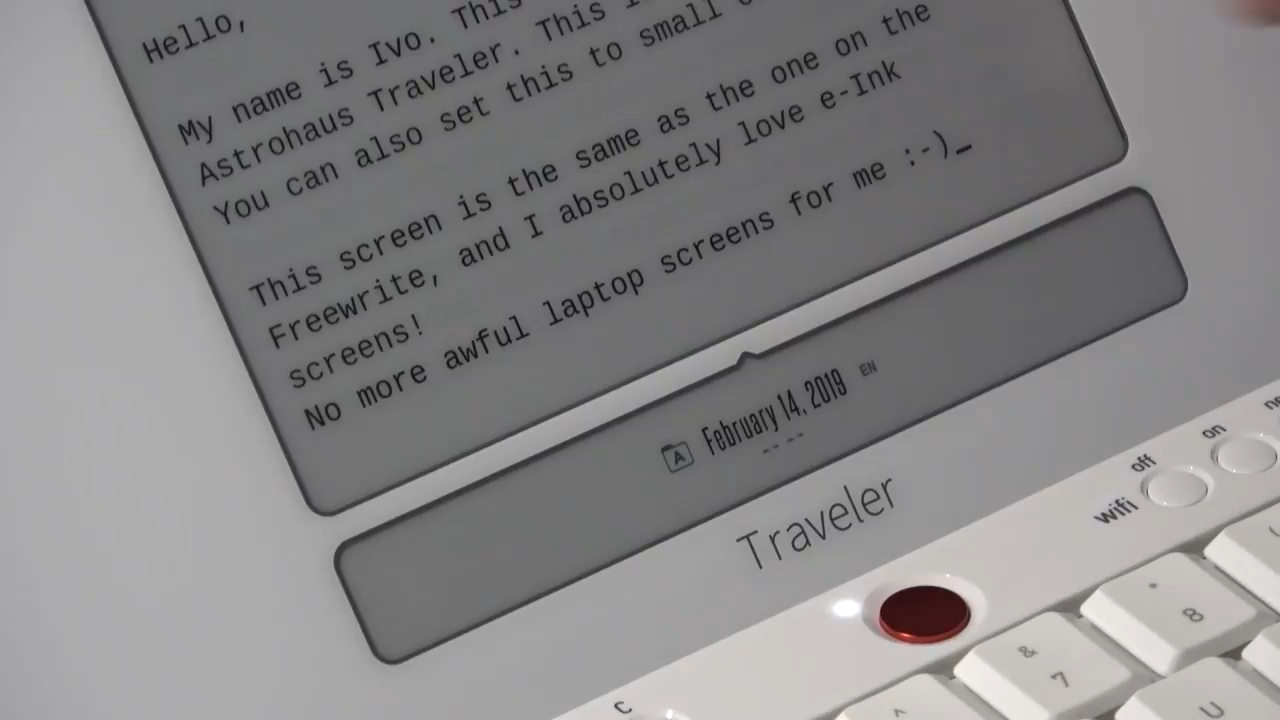 Hello,
My name is Ivo. This
Astrohaus Traveler. This
You can also set this to small
This screen is the same as the one on the
Freewrite, and I absolutely love e-Ink
screens!
No more awful laptop screens for me :-)_
A February 14, 2019 EN
-- --
Traveler
wifi off on
* 8
& 7
^
U
C